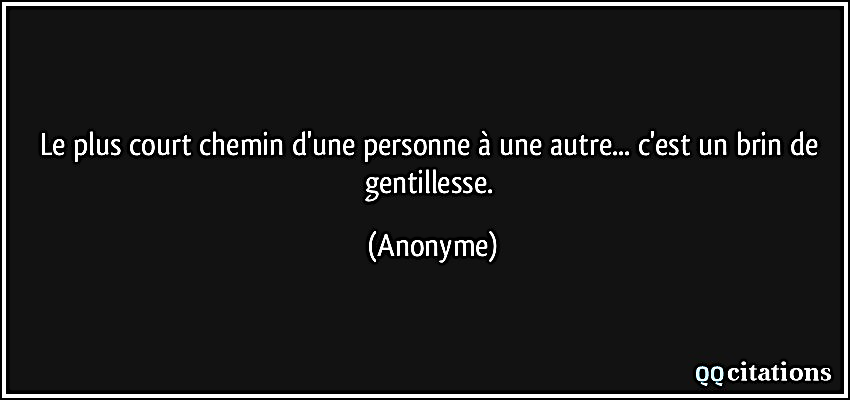 Le plus court chemin d'une personne à une autre... c'est un brin de
gentillesse.
(Anonyme)
QQcitations